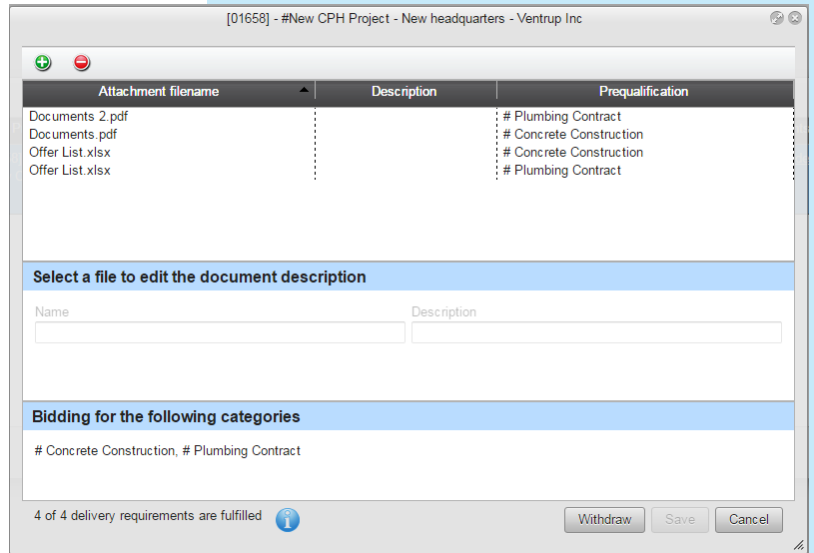 [01658] - #New CPH Project - New headquarters - Ventrup Inc
Attachment filename Description Prequalification
Documents 2.pdf # Plumbing Contract
Documents.pdf # Concrete Construction
Offer List.xlsx # Concrete Construction
Offer List.xlsx # Plumbing Contract
Select a file to edit the document description
Name Description
Bidding for the following categories
# Concrete Construction, # Plumbing Contract
4 of 4 delivery requirements are fulfilled Withdraw Save Cancel